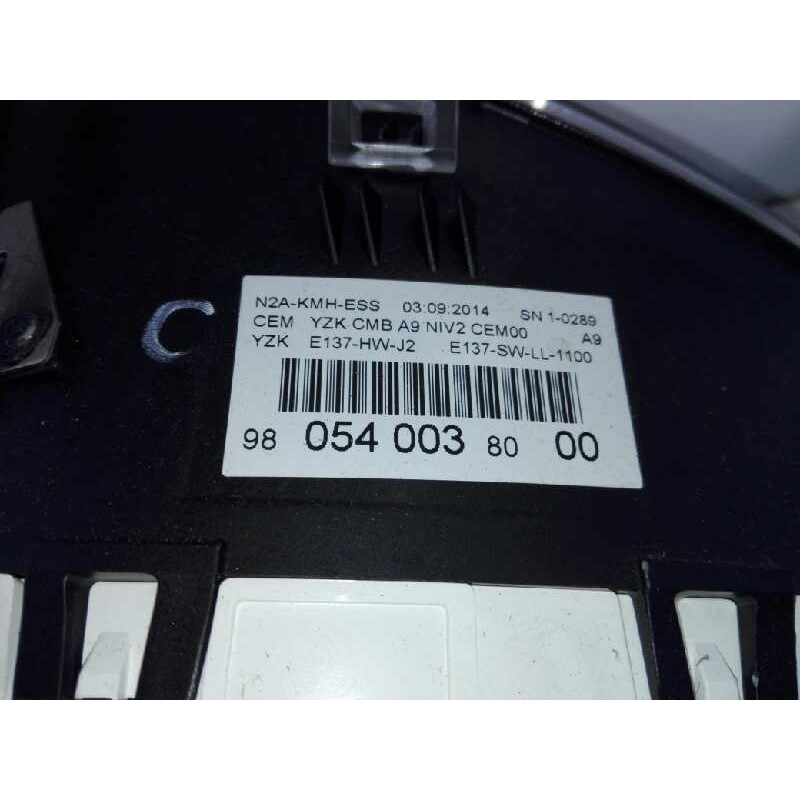 N2A-KMH-ESS 03:09:2014 SN 1-0289
CEM YZK CMB A9 NIV2 CEM00 A9
YZK E137-HW-J2 E137-SW-LL-1100
98 054 003 80 00
C